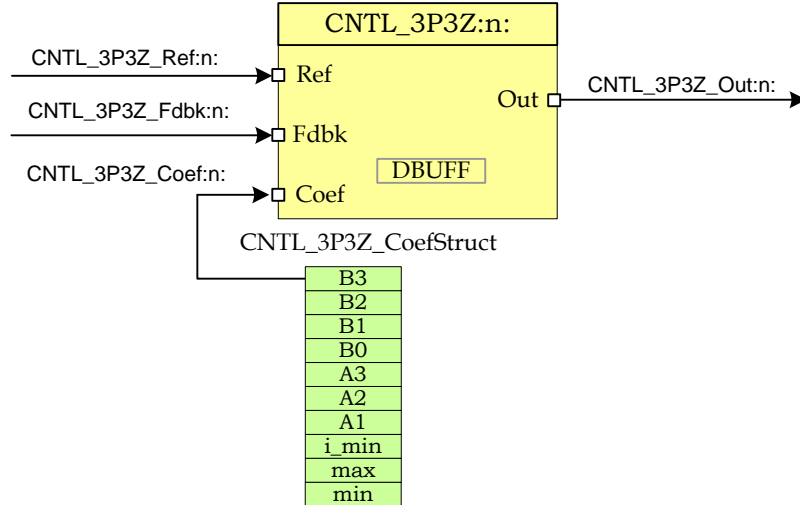 CNTL_3P3Z:n:
CNTL_3P3Z_Ref:n:
Ref
CNTL_3P3Z_Out:n:
Out
CNTL_3P3Z_Fdbk:n:
Fdbk
DBUFF
CNTL_3P3Z_Coef:n:
Coef
CNTL_3P3Z_CoefStruct
B3
B2
B1
B0
A3
A2
A1
i_min
max
min